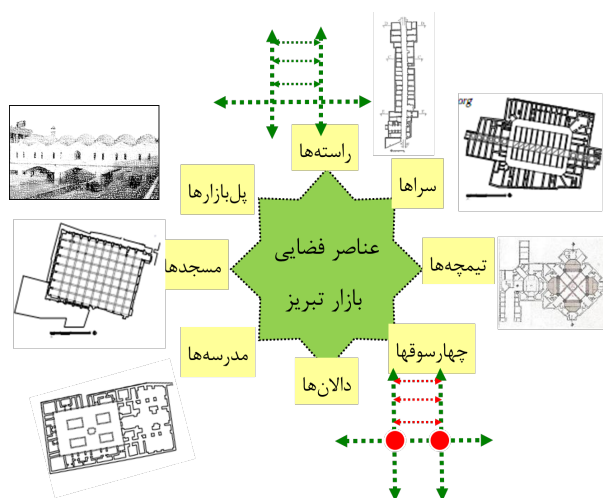 org
راسته‌ها
پل‌بازارها
سراها
عناصر فضایی
بازار تبریز
مسجدها
تیمچه‌ها
مدرسه‌ها
چهارسوقها
دالان‌ها